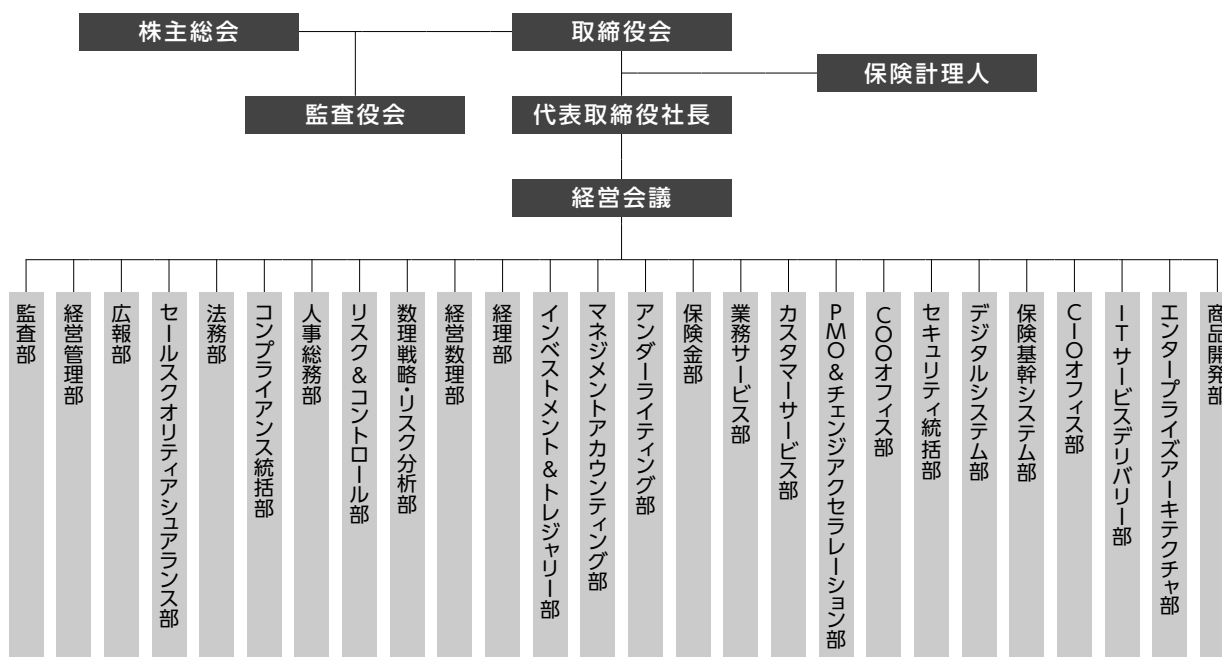 株主総会
取締役会
保険計理人
監査役会
代表取締役社長
経営会議
監査部
経営管理部
広報部
セールスクオリティアシュアランス部
法務部
コンプライアンス統括部
人事総務部
リスク&コントロール部
数理戦略・リスク分析部
経営数理部
経理部
インベストメント&トレジャリー部
マネジメントアカウンティング部
アンダーライティング部
保険金部
業務サービス部
カスタマーサービス部
PMO&チェンジアクセラレーション部
COOオフィス部
セキュリティ統括部
デジタルシステム部
保険基幹システム部
CIOオフィス部
ITサービスデリバリー部
エンタープライズアーキテクチャ部
商品開発部